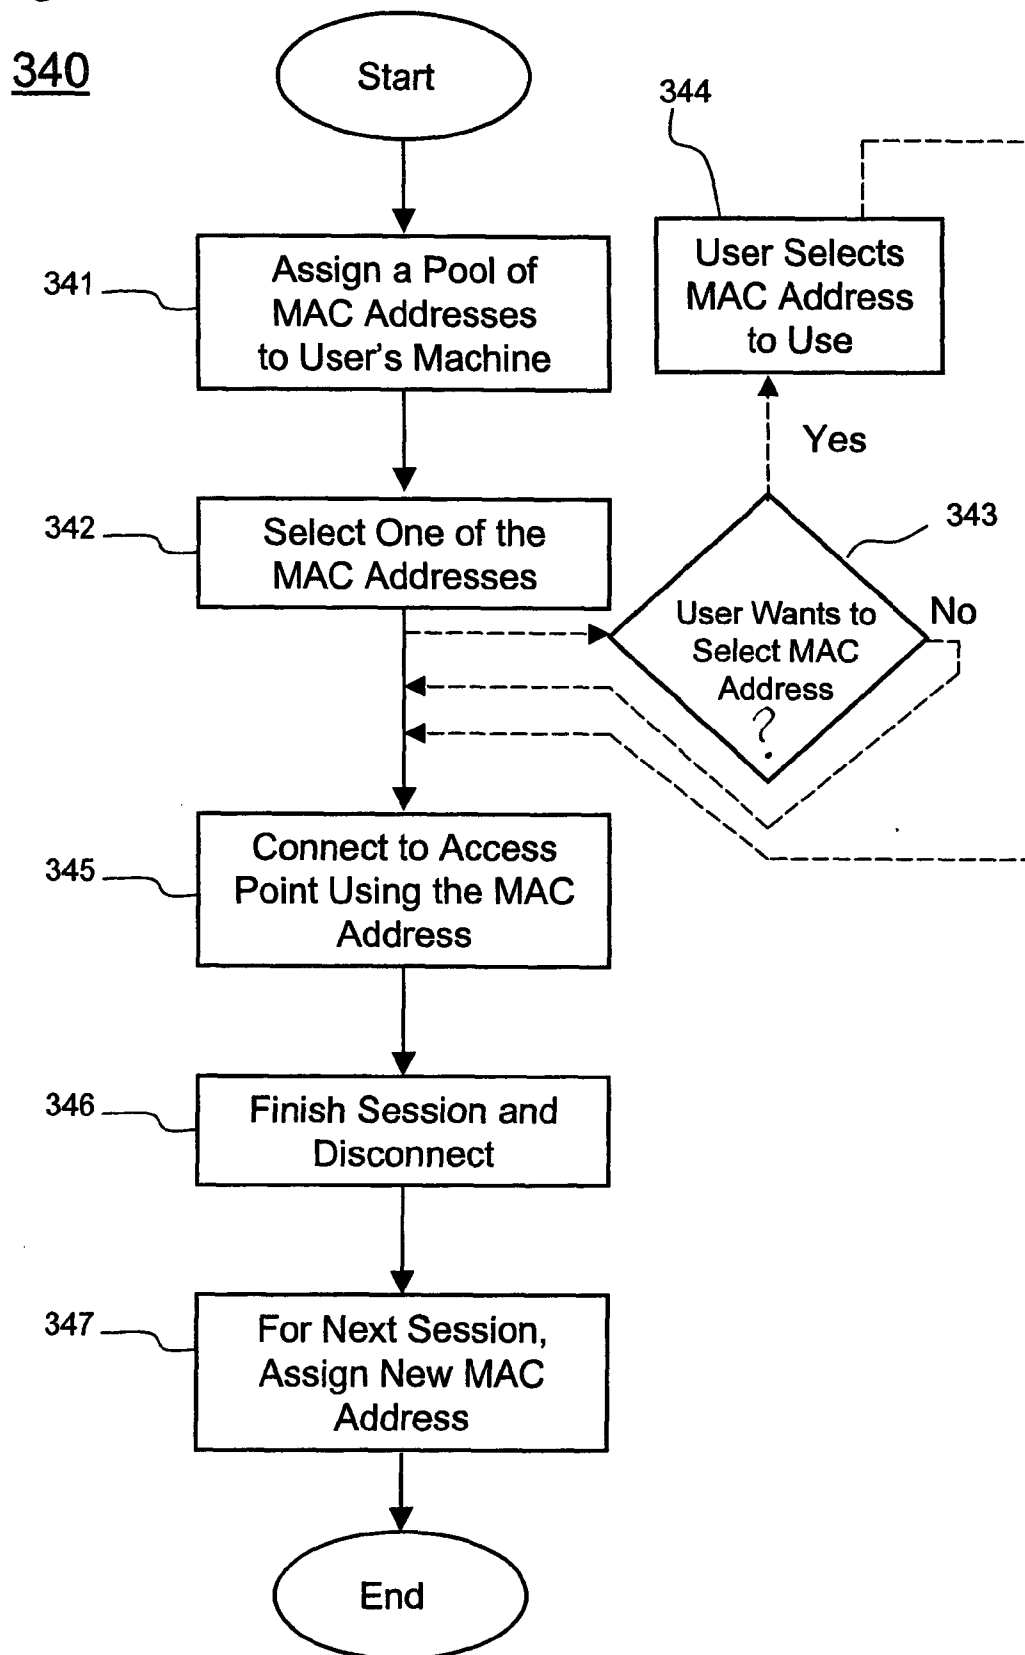 340
Start
344
341
Assign a Pool of
MAC Addresses
to User's Machine
User Selects
MAC Address
to Use
Yes
342
Select One of the
MAC Addresses
343
User Wants to
Select MAC
Address
?
No
345
Connect to Access
Point Using the MAC
Address
346
Finish Session and
Disconnect
347
For Next Session,
Assign New MAC
Address
End